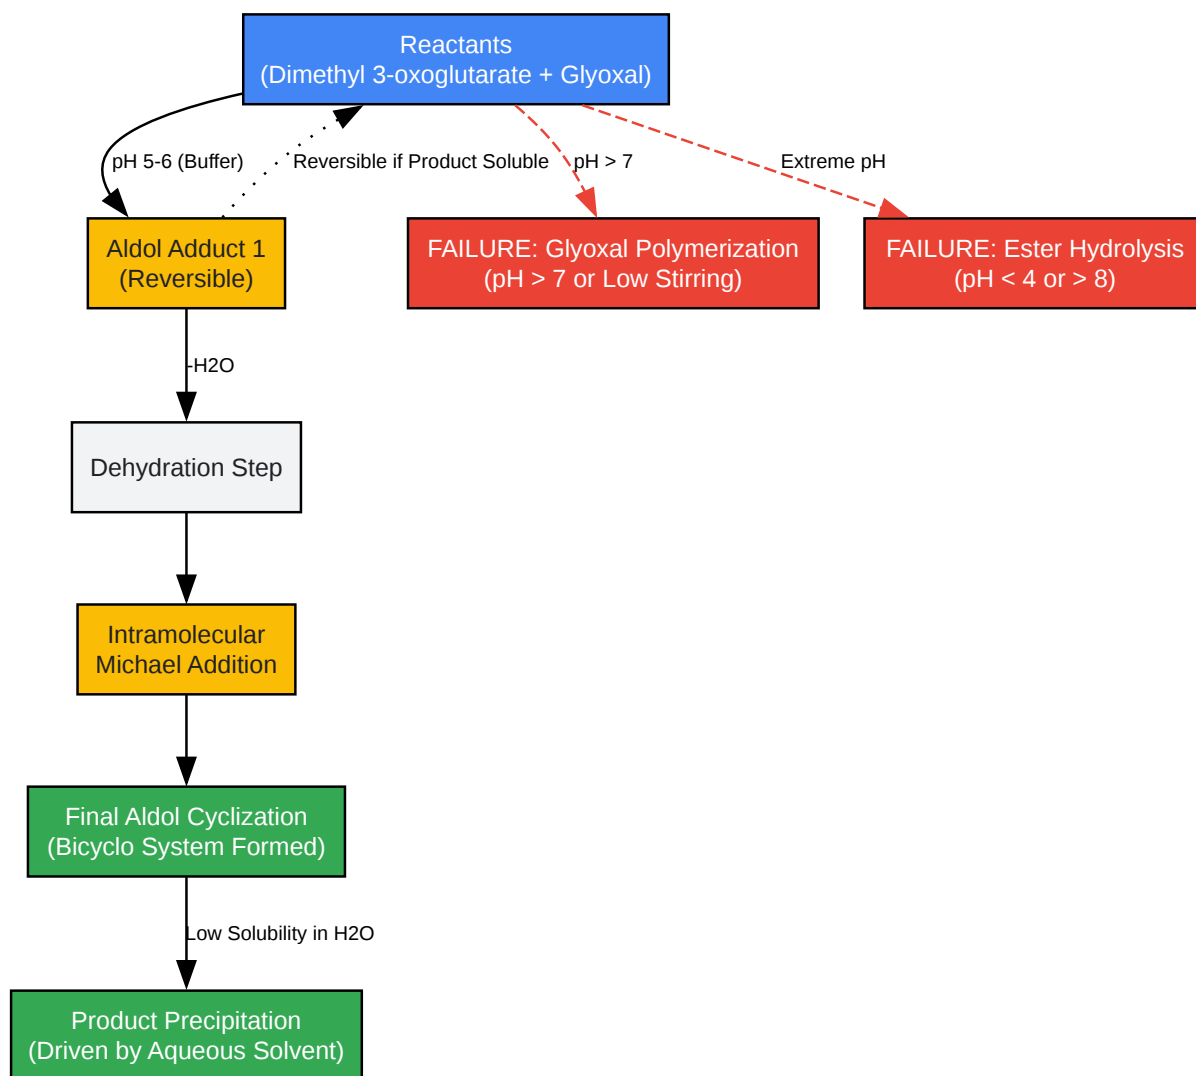 Reactants
(Dimethyl 3-oxoglutarate + Glyoxal)
pH 5-6 (Buffer)
Reversible if Product Soluble
pH > 7
Extreme pH
Aldol Adduct 1
(Reversible)
FAILURE: Glyoxal Polymerization
(pH > 7 or Low Stirring)
FAILURE: Ester Hydrolysis
(pH < 4 or > 8)
-H2O
Dehydration Step
Intramolecular
Michael Addition
Final Aldol Cyclization
(Bicyclo System Formed)
Low Solubility in H2O
Product Precipitation
(Driven by Aqueous Solvent)